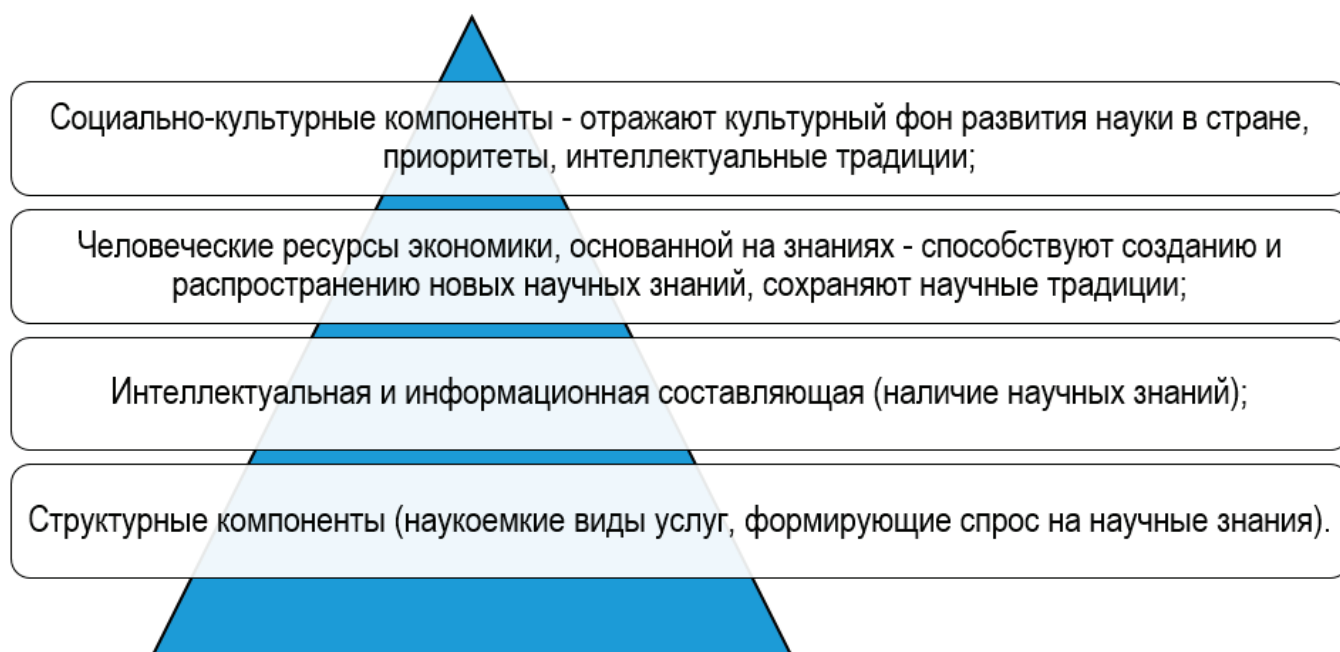 Социально-культурные компоненты - отражают культурный фон развития науки в стране,
приоритеты, интеллектуальные традиции;
Человеческие ресурсы экономики, основанной на знаниях - способствуют созданию и
распространению новых научных знаний, сохраняют научные традиции;
Интеллектуальная и информационная составляющая (наличие научных знаний);
Структурные компоненты (наукоемкие виды услуг, формирующие спрос на научные знания).